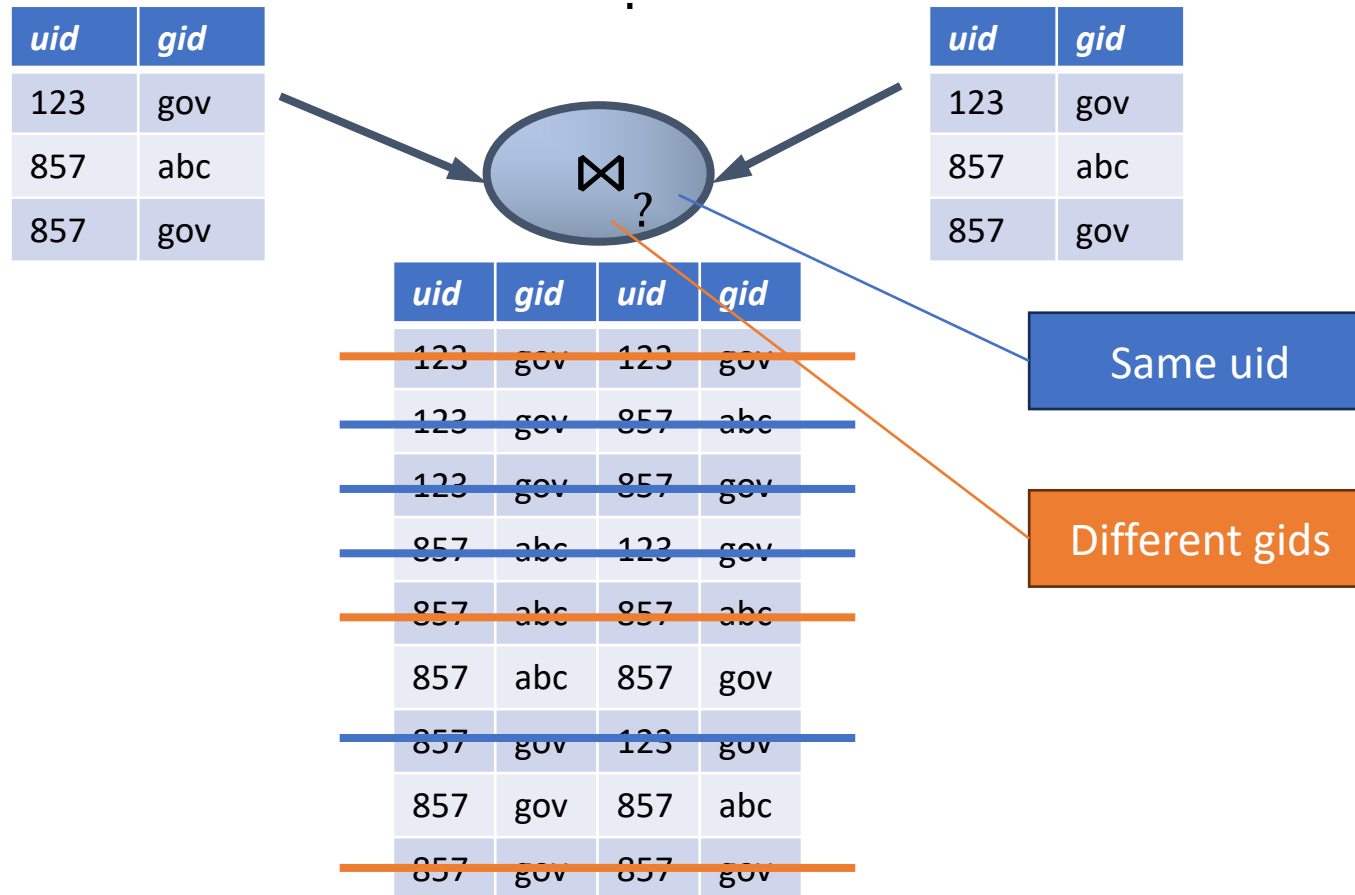 uid gid
123 gov
857 abc
857 gov
uid gid
123 gov
857 abc
857 gov
⋈?
uid gid uid gid
123 gov 123 gov
123 gov 857 abc
123 gov 857 gov
857 abc 123 gov
857 abc 857 abc
857 abc 857 gov
857 gov 123 gov
857 gov 857 abc
857 gov 857 gov
Same uid
Different gids